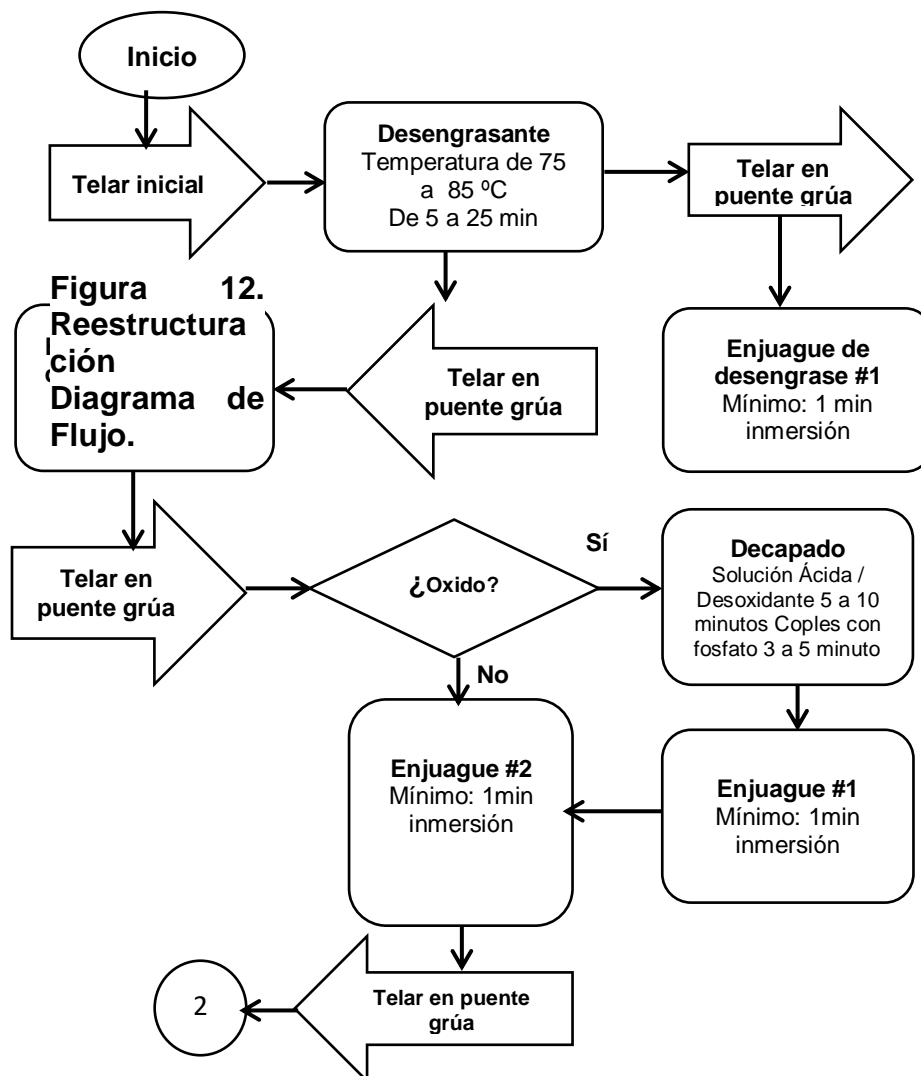 Inicio
Telar inicial
Desengrasante
Temperatura de 75
a 85 ºC
De 5 a 25 min
Telar en
puente grúa
Figura 12.
Reestructura
ción
Diagrama de
Flujo.
Telar en
puente grúa
Enjuague de
desengrase #1
Mínimo: 1 min
inmersión
Telar en
puente grúa
¿Oxido?
Sí
No
Decapado
Solución Ácida /
Desoxidante 5 a 10
minutos Coples con
fosfato 3 a 5 minuto
Enjuague #2
Mínimo: 1min
inmersión
Enjuague #1
Mínimo: 1min
inmersión
Telar en puente
grúa
2